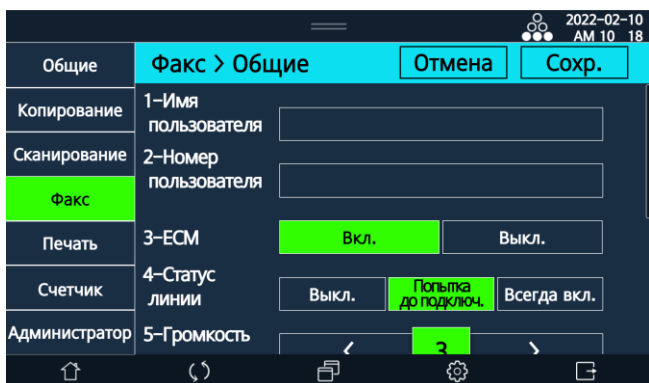 2022-02-10
AM 10 18
Общие
Факс > Общие
Отмена
Сохр.
Копирование
1-Имя
пользователя
Сканирование
2-Номер
пользователя
Факс
Печать
3-ECM
Вкл.
Выкл.
Счетчик
4-Статус
линии
Выкл.
Попытка
до подключ.
Всегда вкл.
Администратор
5-Громкость
<
3
>